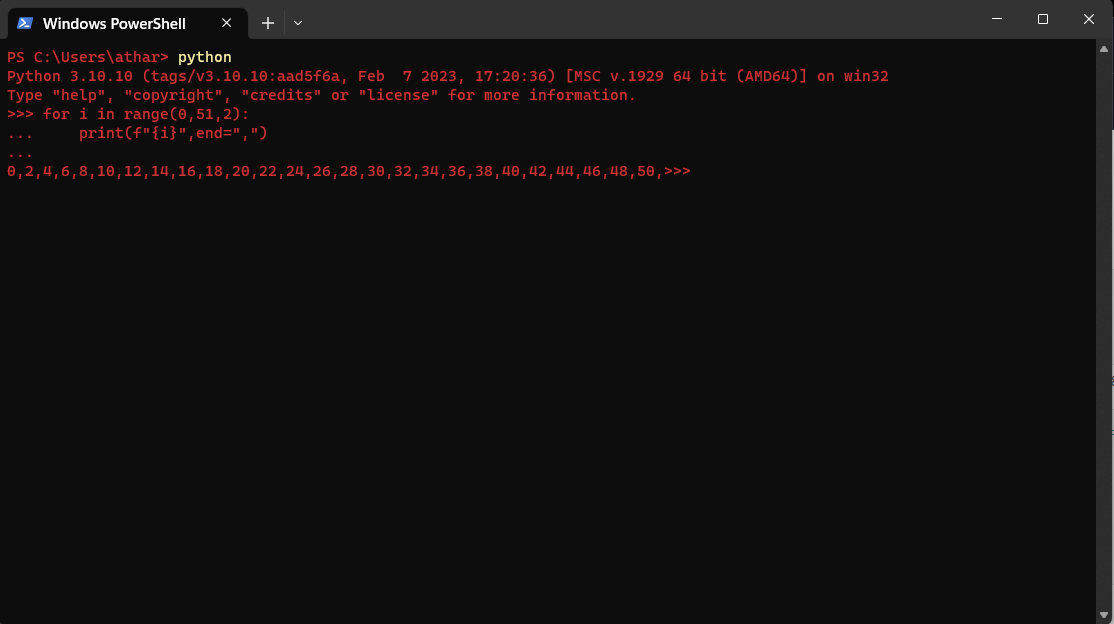 Windows PowerShell
PS C:\Users\athar> python
Python 3.10.10 (tags/v3.10.10:aad5f6a, Feb  7 2023, 17:20:36) [MSC v.1929 64 bit (AMD64)] on win32
Type "help", "copyright", "credits" or "license" for more information.
>>> for i in range(0,51,2):
...     print(f"{i}",end=",")
...
0,2,4,6,8,10,12,14,16,18,20,22,24,26,28,30,32,34,36,38,40,42,44,46,48,50,>>>